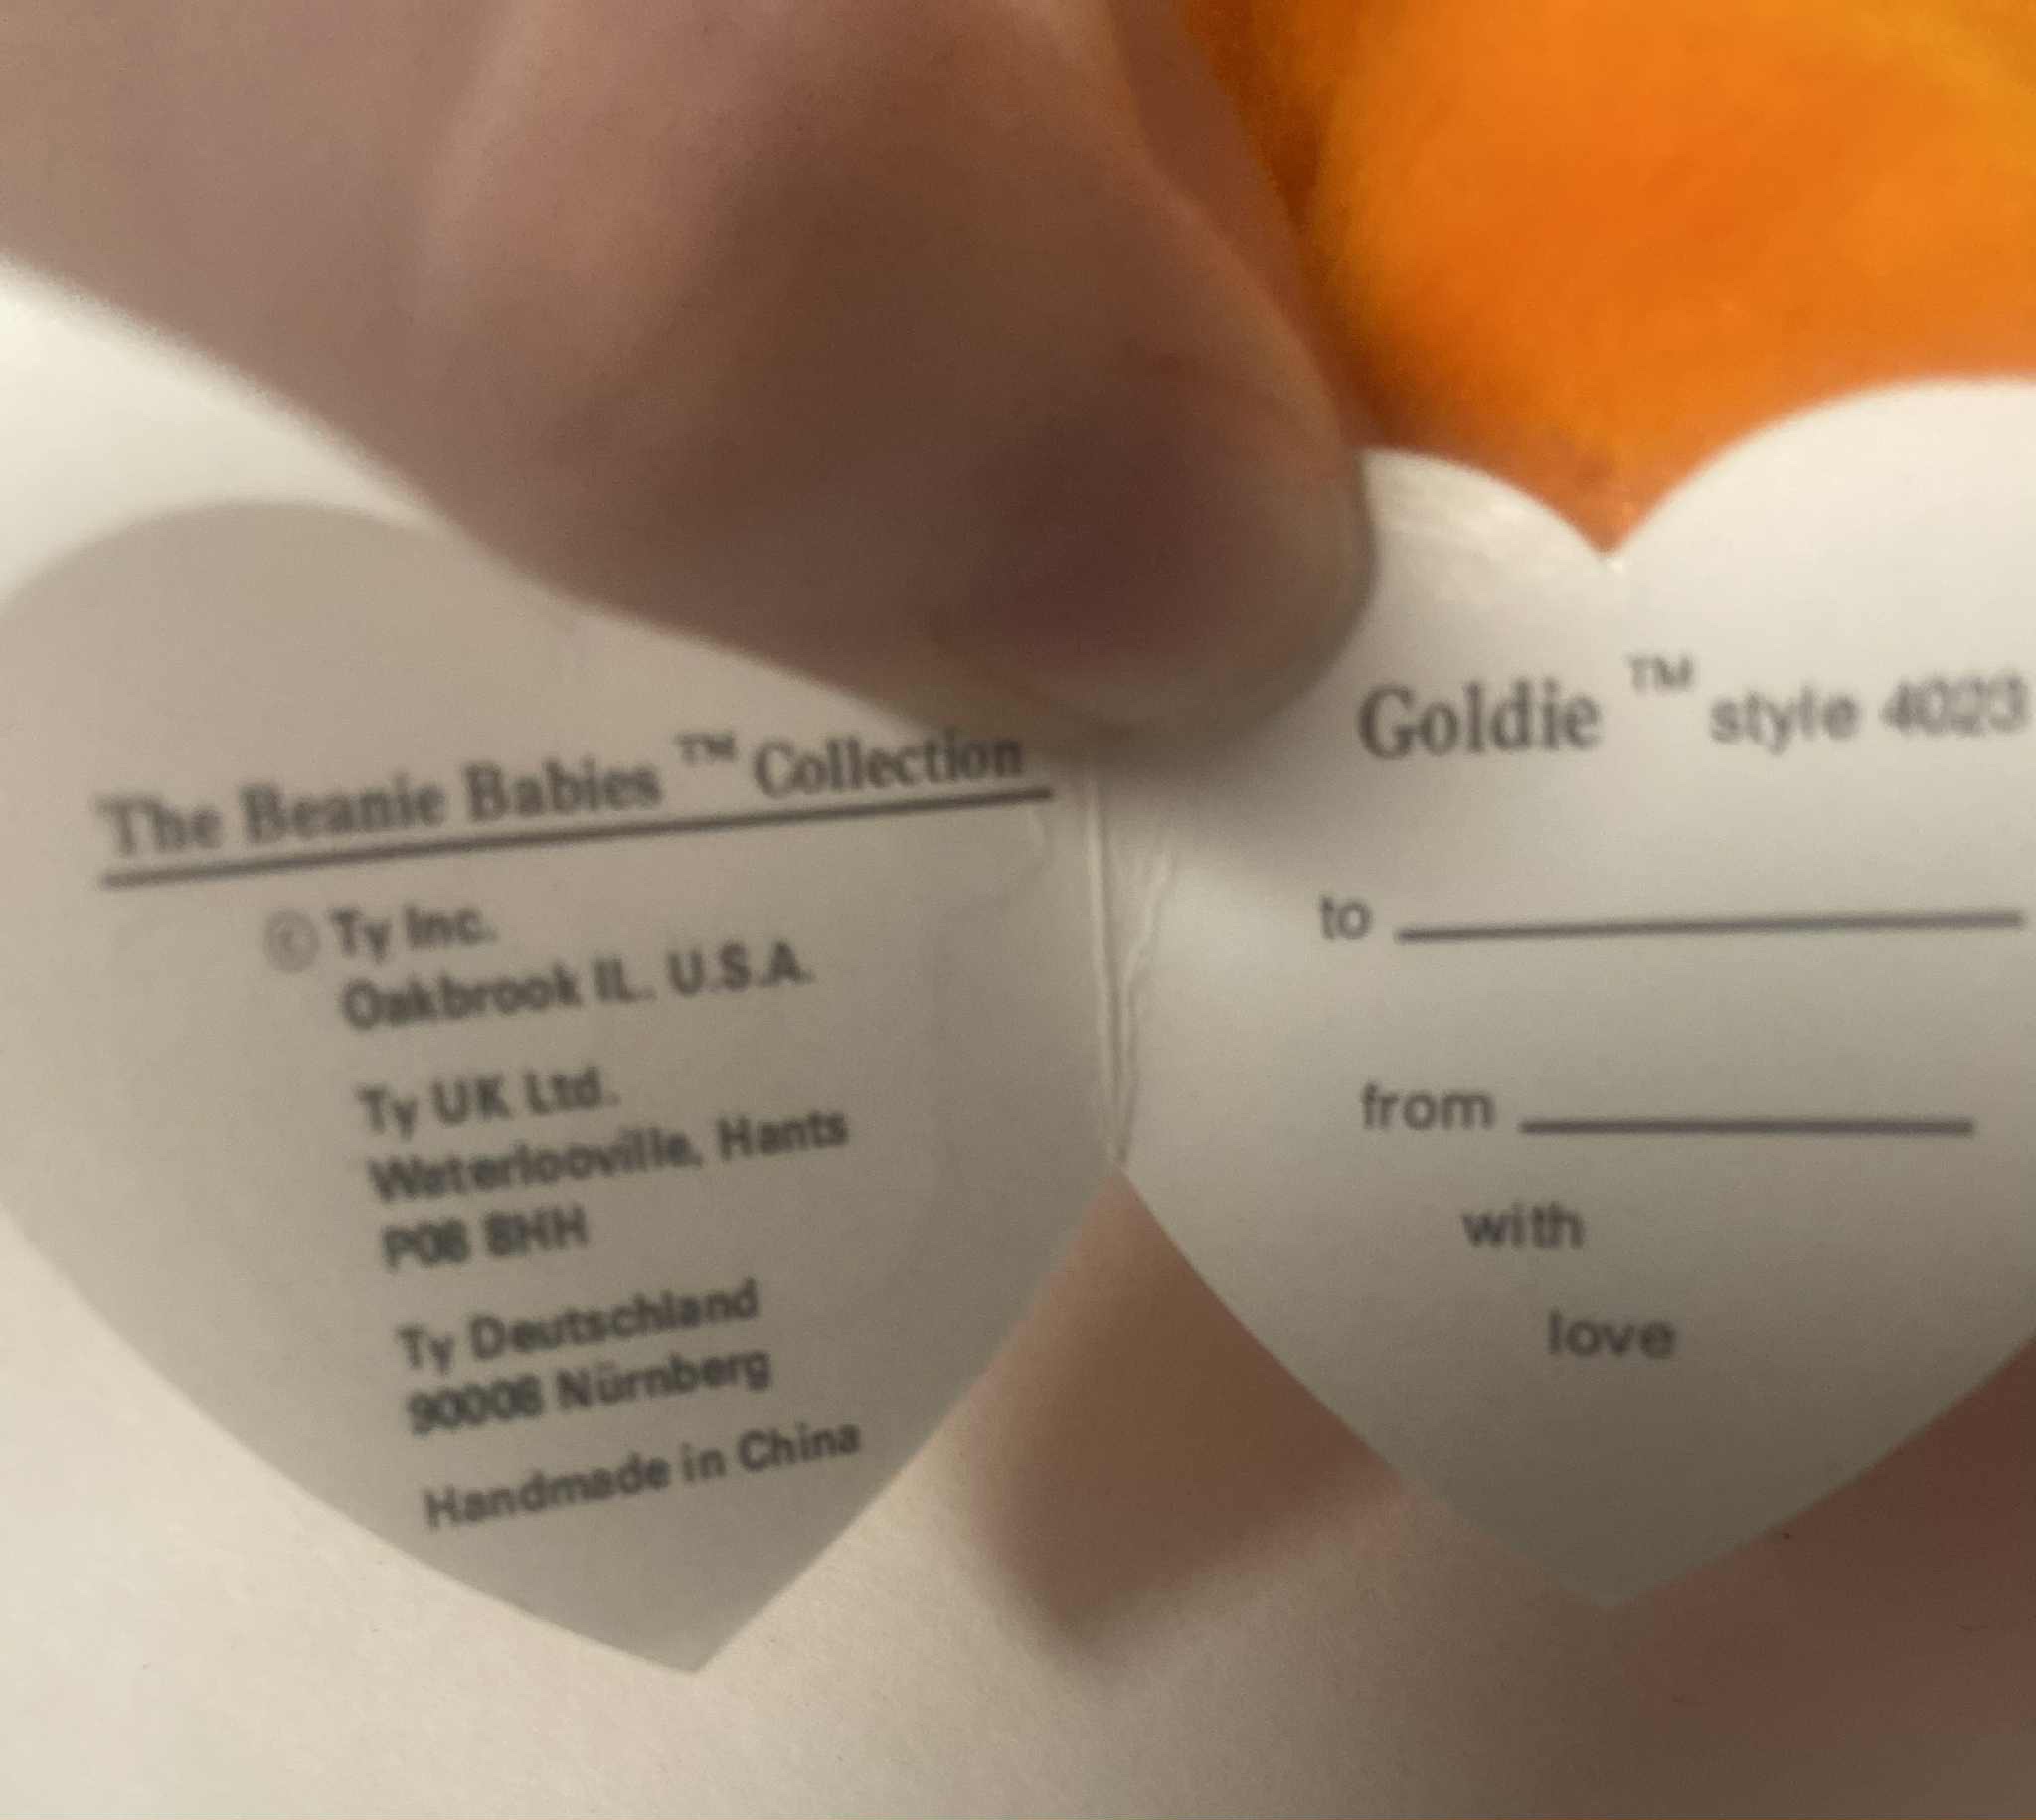 The Beanie Babies ™ Collection
© Ty Inc.
Oakbrook IL. U.S.A.
Ty UK Ltd.
Waterlooville, Hants
P08 8HH
Ty Deutschland
90008 Nürnberg
Handmade in China
Goldie ™ style 4023
to
from
with
love